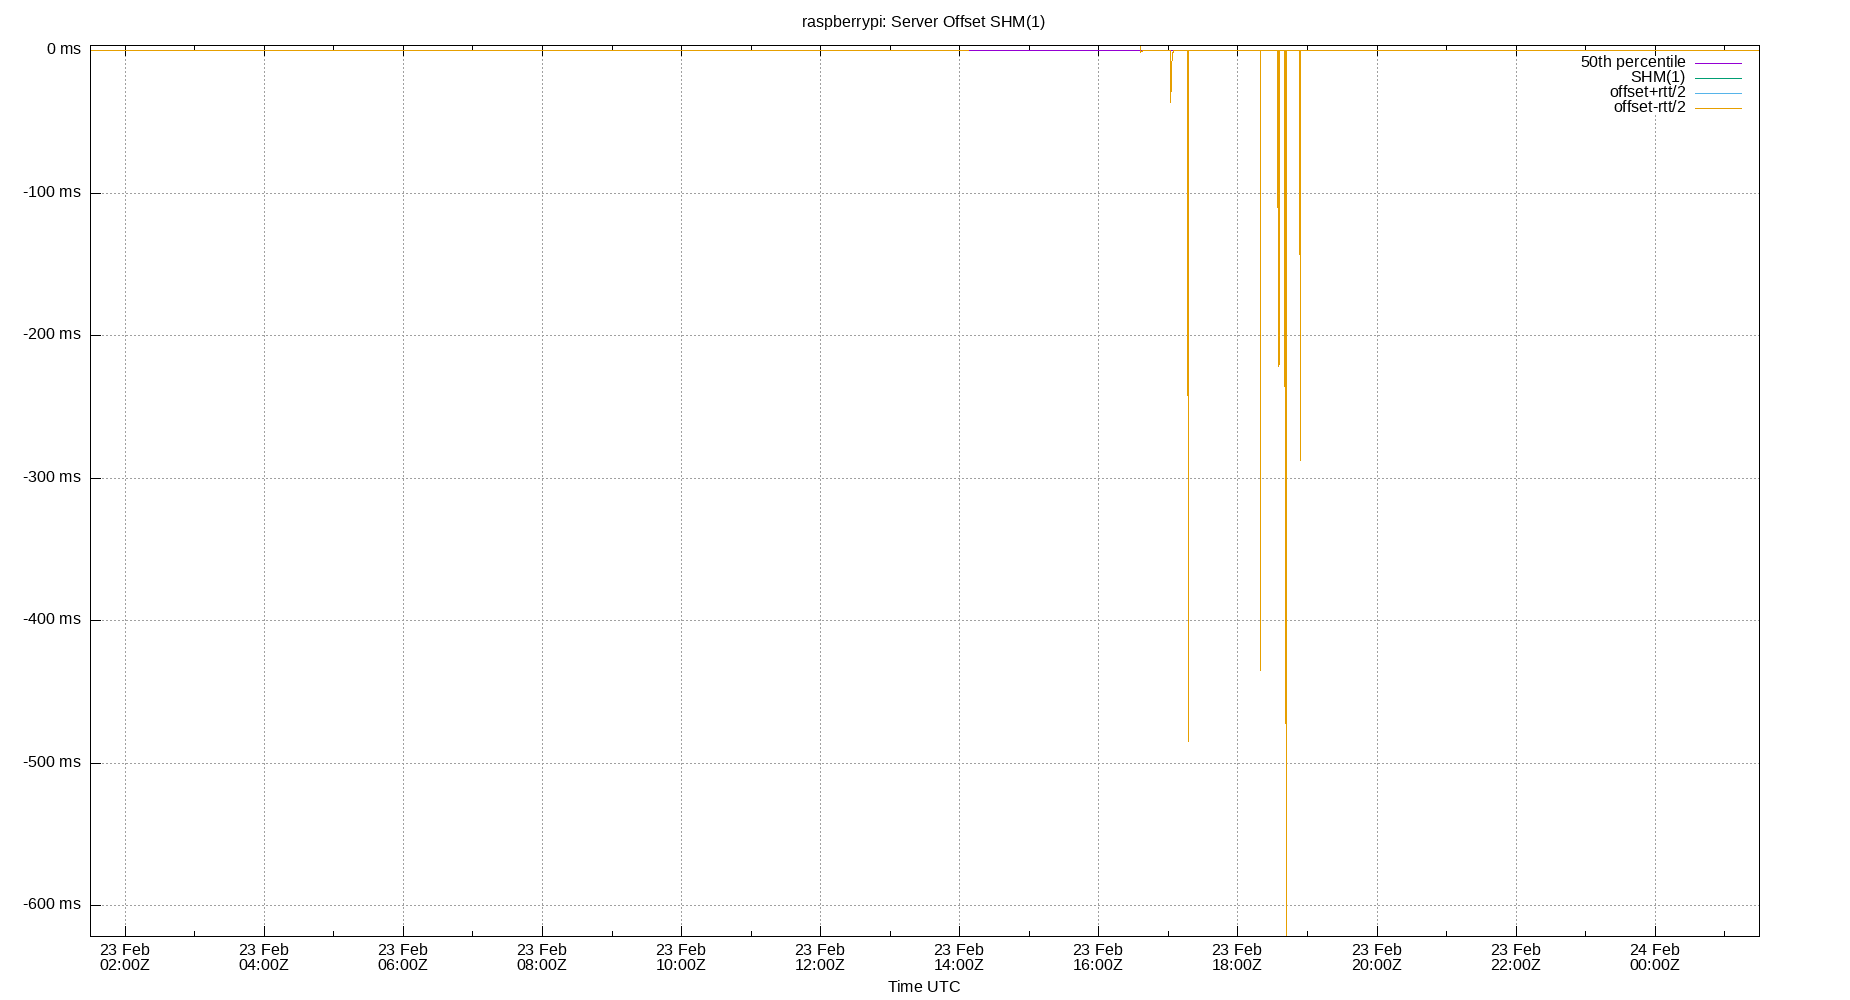 raspberrypi: Server Offset SHM(1)
0 ms
-100 ms
-200 ms
-300 ms
-400 ms
-500 ms
-600 ms
50th percentile
SHM(1)
offset+rtt/2
offset-rtt/2
23 Feb 23 Feb 23 Feb 23 Feb 23 Feb 23 Feb 23 Feb 23 Feb 23 Feb 23 Feb 23 Feb 24 Feb
02:00Z 04:00Z 06:00Z 08:00Z 10:00Z 12:00Z 14:00Z 16:00Z 18:00Z 20:00Z 22:00Z 00:00Z
Time UTC